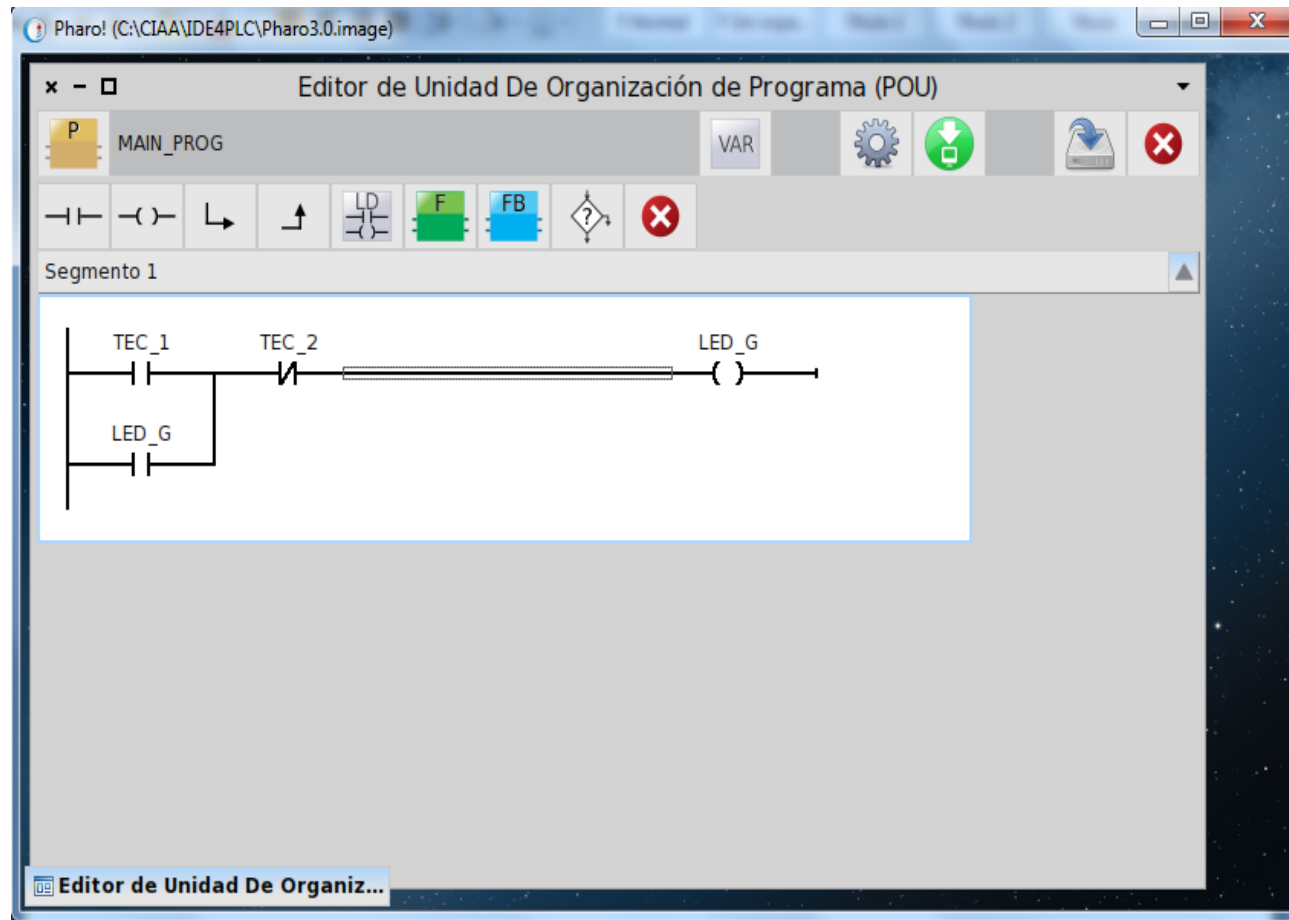 Pharo! (C:\CIAA\IDE4PLC\Pharo3.0.image)
Editor de Unidad De Organización de Programa (POU)
P
MAIN_PROG
VAR
LD
F
FB
?
Segmento 1
TEC_1
TEC_2
LED_G
LED_G
Editor de Unidad De Organiz...